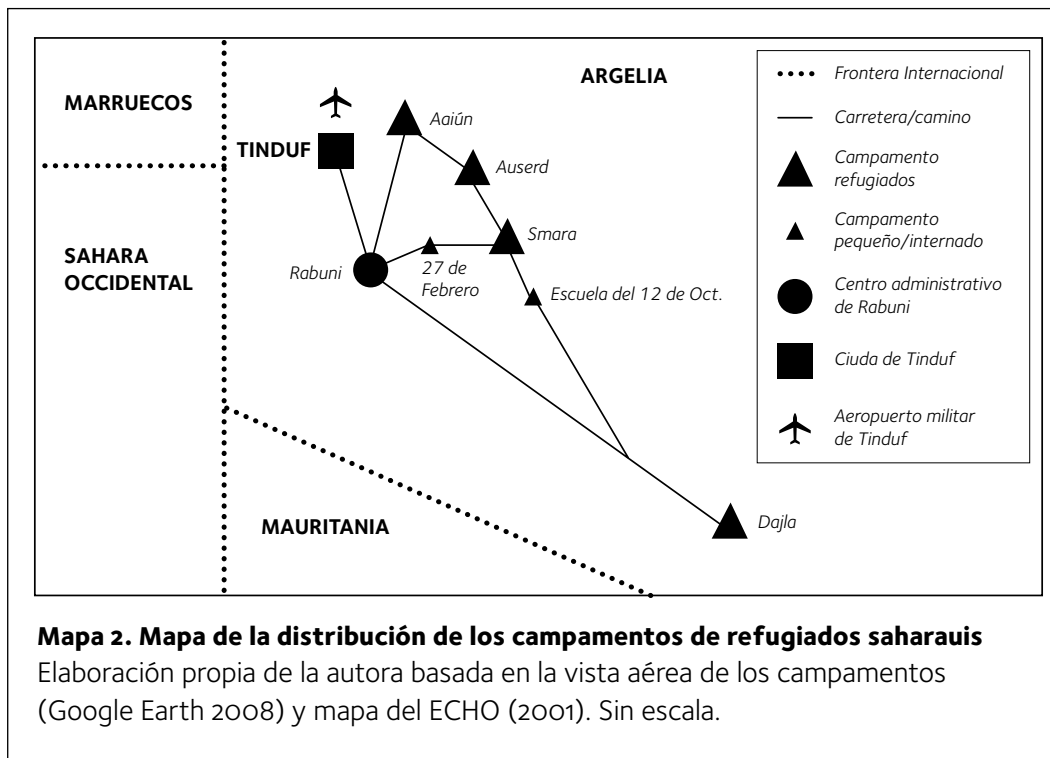 MARRUECOS
ARGELIA
TINDUF
Aaiún
Auserd
SAHARA
OCCIDENTAL
Rabuni
27 de
Febrero
Smara
Escuela del 12 de Oct.
MAURITANIA
Dajla
Frontera Internacional
Carretera/camino
Campamento
refugiados
Campamento
pequeño/internado
Centro administrativo
de Rabuni
Ciuda de Tinduf
Aeropuerto militar
de Tinduf
Mapa 2. Mapa de la distribución de los campamentos de refugiados saharauis
Elaboración propia de la autora basada en la vista aérea de los campamentos
(Google Earth 2008) y mapa del ECHO (2001). Sin escala.